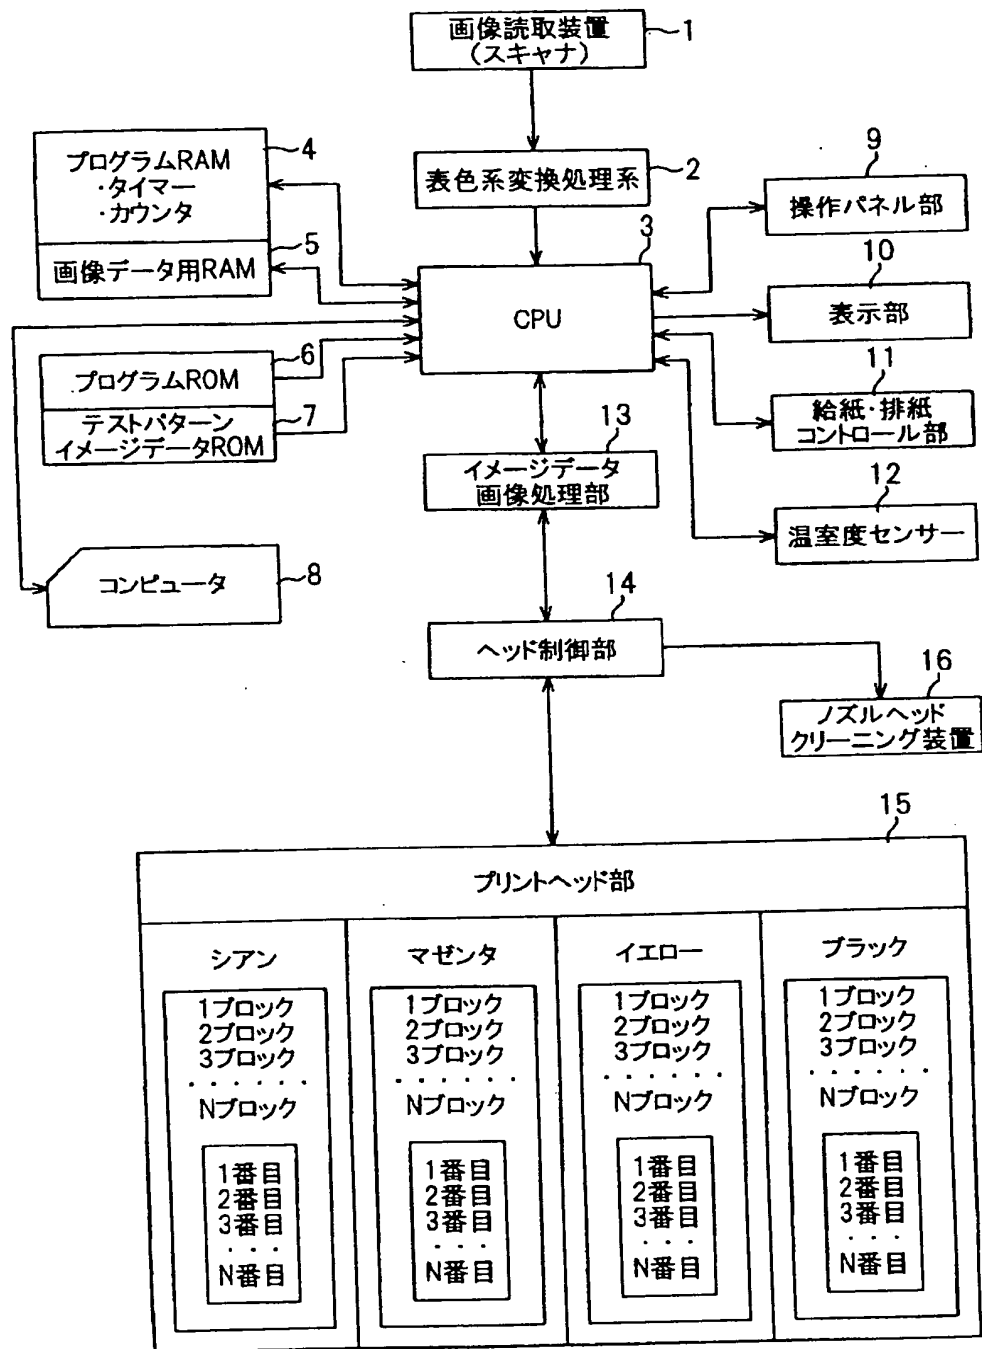 画像読取装置
(スキャナ)
1
表色系変換処理系
2
プログラムRAM
・タイマー
・カウンタ
4
画像データ用RAM
5
CPU
3
操作パネル部
9
表示部
10
プログラムROM
6
テストパターン
イメージデータROM
7
給紙・排紙
コントロール部
11
イメージデータ
画像処理部
13
温室度センサー
12
コンピュータ
8
ヘッド制御部
14
ノズルヘッド
クリーニング装置
16
15
プリントヘッド部
シアン
1ブロック
2ブロック
3ブロック
・・・・・・
Nブロック
1番目
2番目
3番目
・・・
N番目
マゼンタ
1ブロック
2ブロック
3ブロック
・・・・・・
Nブロック
1番目
2番目
3番目
・・・
N番目
イエロー
1ブロック
2ブロック
3ブロック
・・・・・・
Nブロック
1番目
2番目
3番目
・・・
N番目
ブラック
1ブロック
2ブロック
3ブロック
・・・・・・
Nブロック
1番目
2番目
3番目
・・・
N番目